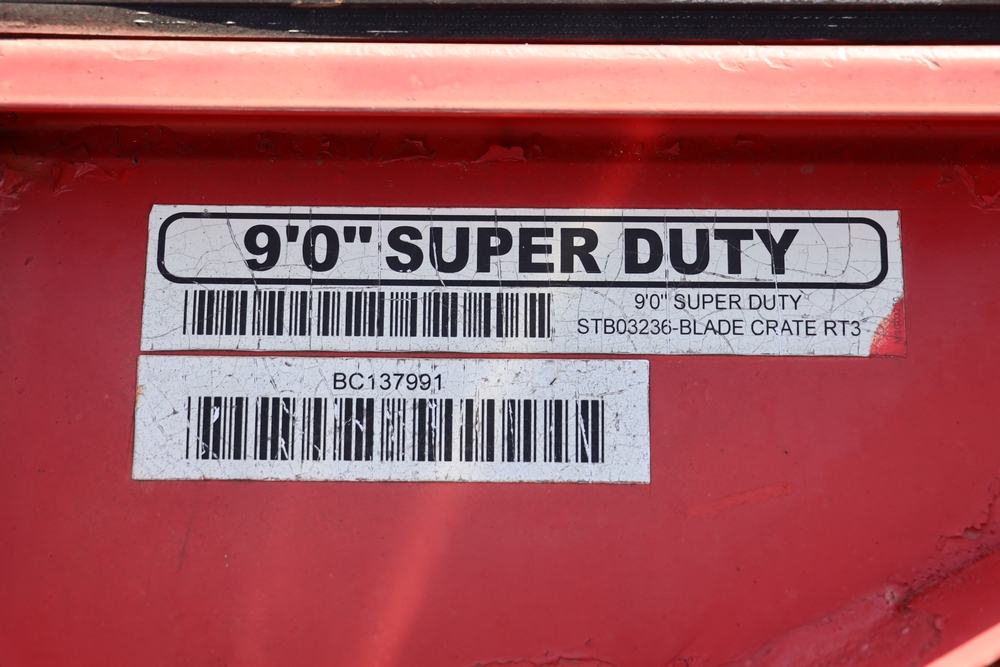 9'0" SUPER DUTY
9'0" SUPER DUTY
STB03236-BLADE CRATE RT3
BC137991